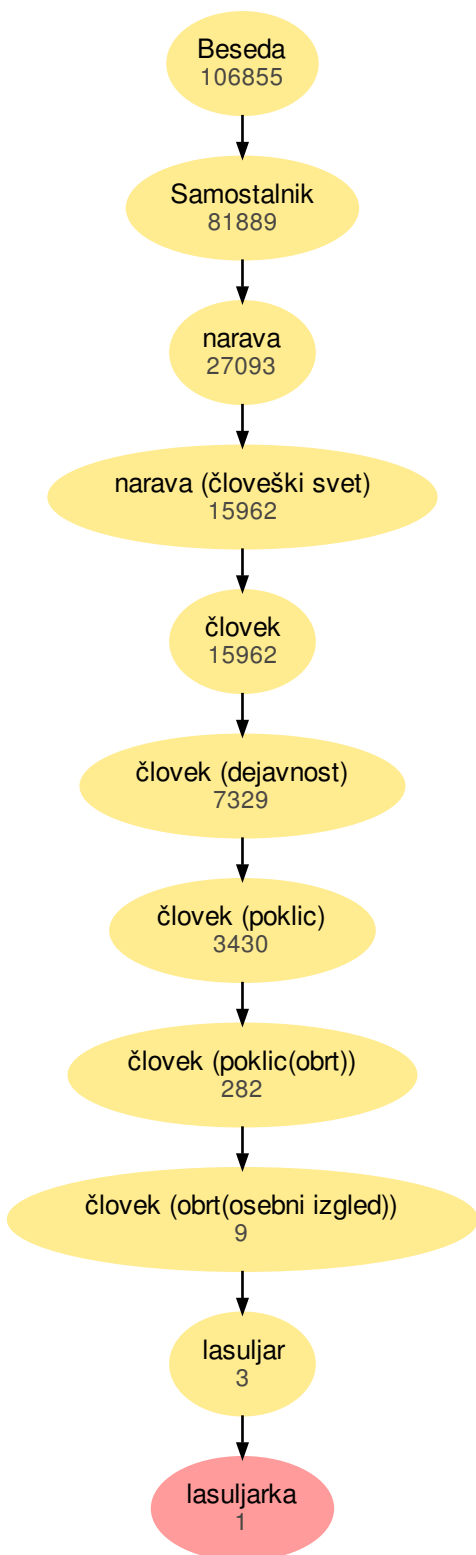 Beseda
106855
Samostalnik
81889
narava
27093
narava (človeški svet)
15962
človek
15962
človek (dejavnost)
7329
človek (poklic)
3430
človek (poklic(obrt))
282
človek (obrt(osebni izgled))
9
lasuljar
3
lasuljarka
1